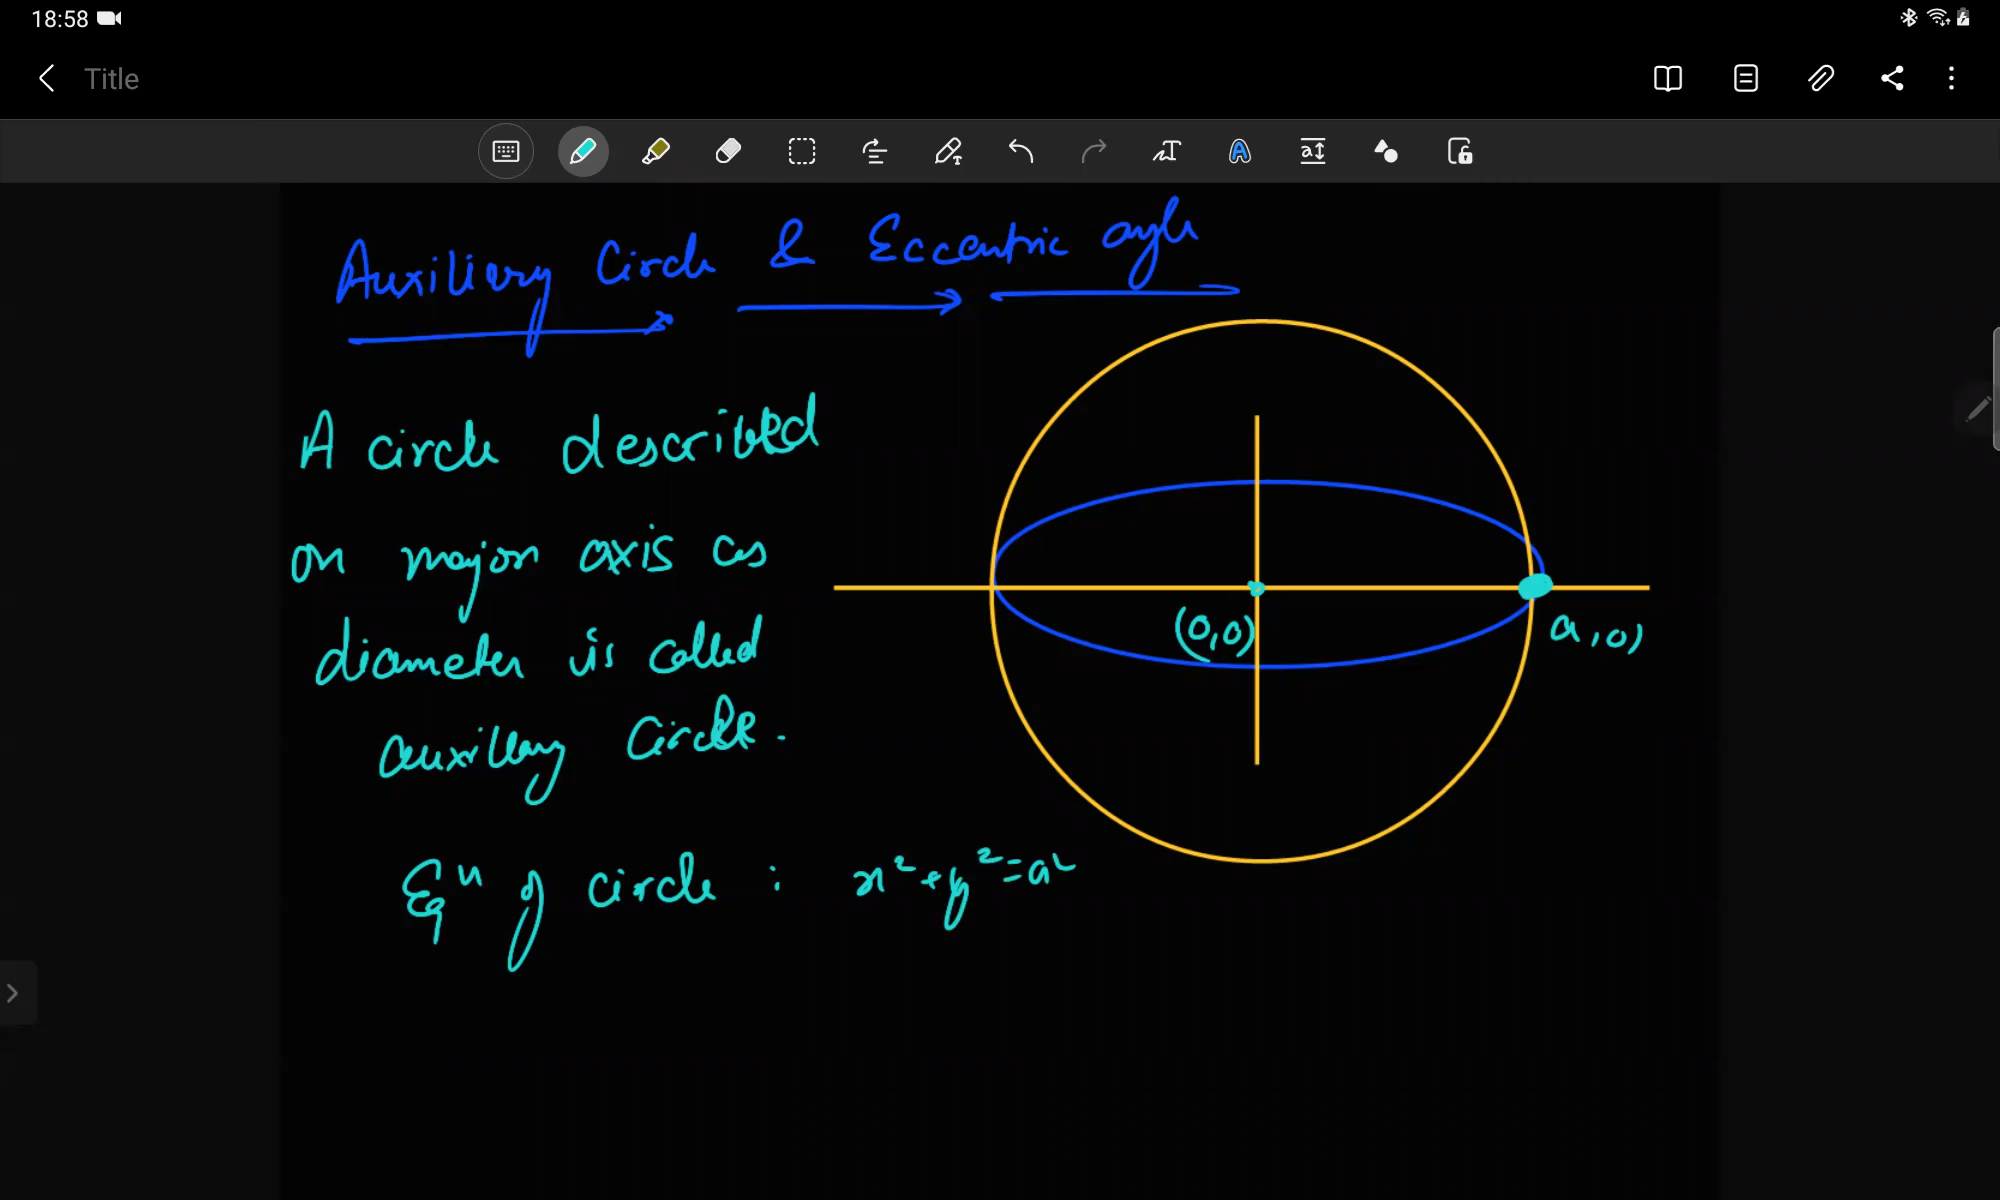 18:58
Title
Auxiliary Circle & Eccentric angle
A circle described
on major axis as
diameter is called
auxillary Circle.
(0,0)
a,0)
Eqn of circle : x²+y²=a²